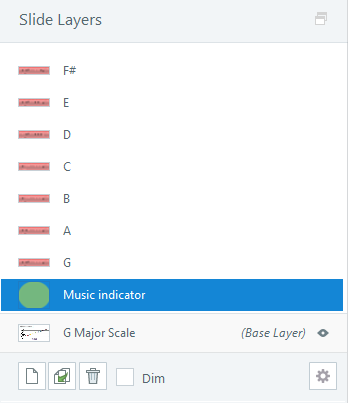 Slide Layers
F#
E
D
C
B
A
G
Music indicator
G Major Scale (Base Layer)
Dim